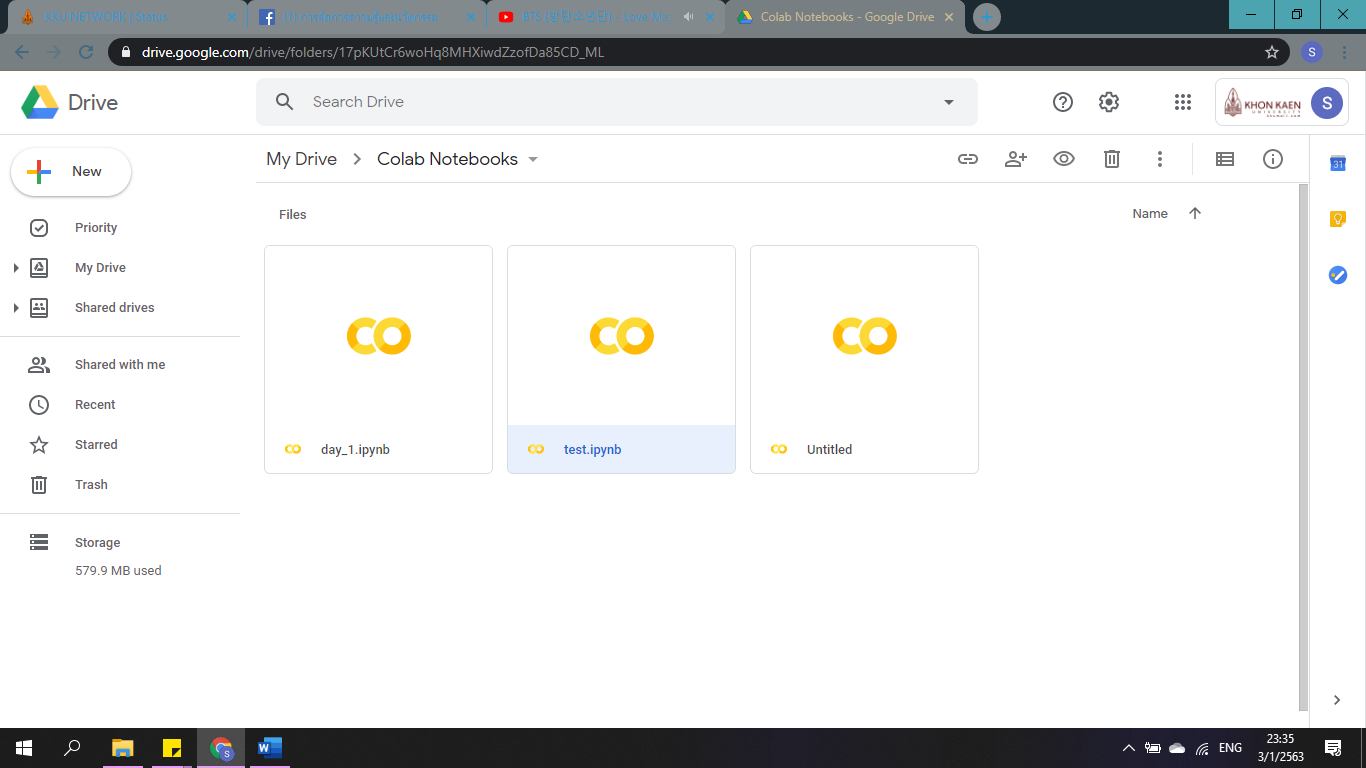 KKU NETWORK | Status
BTS (방탄소년단) Love Ma
Colab Notebooks - Google Drive
S
drive.google.com/drive/folders/17pKUtCr6woHq8MHXiwdZzofDa85CD_ML
S
Drive
Search Drive
KHON KAEN
UNIVERSITY
S
New
My Drive
Colab Notebooks
31
Priority
Files
Name
My Drive
Shared drives
Shared with me
Recent
Starred
day_1.ipynb
test.ipynb
Untitled
Trash
Storage
579.9 MB used
S
W
ENG
23:35
3/1/2563